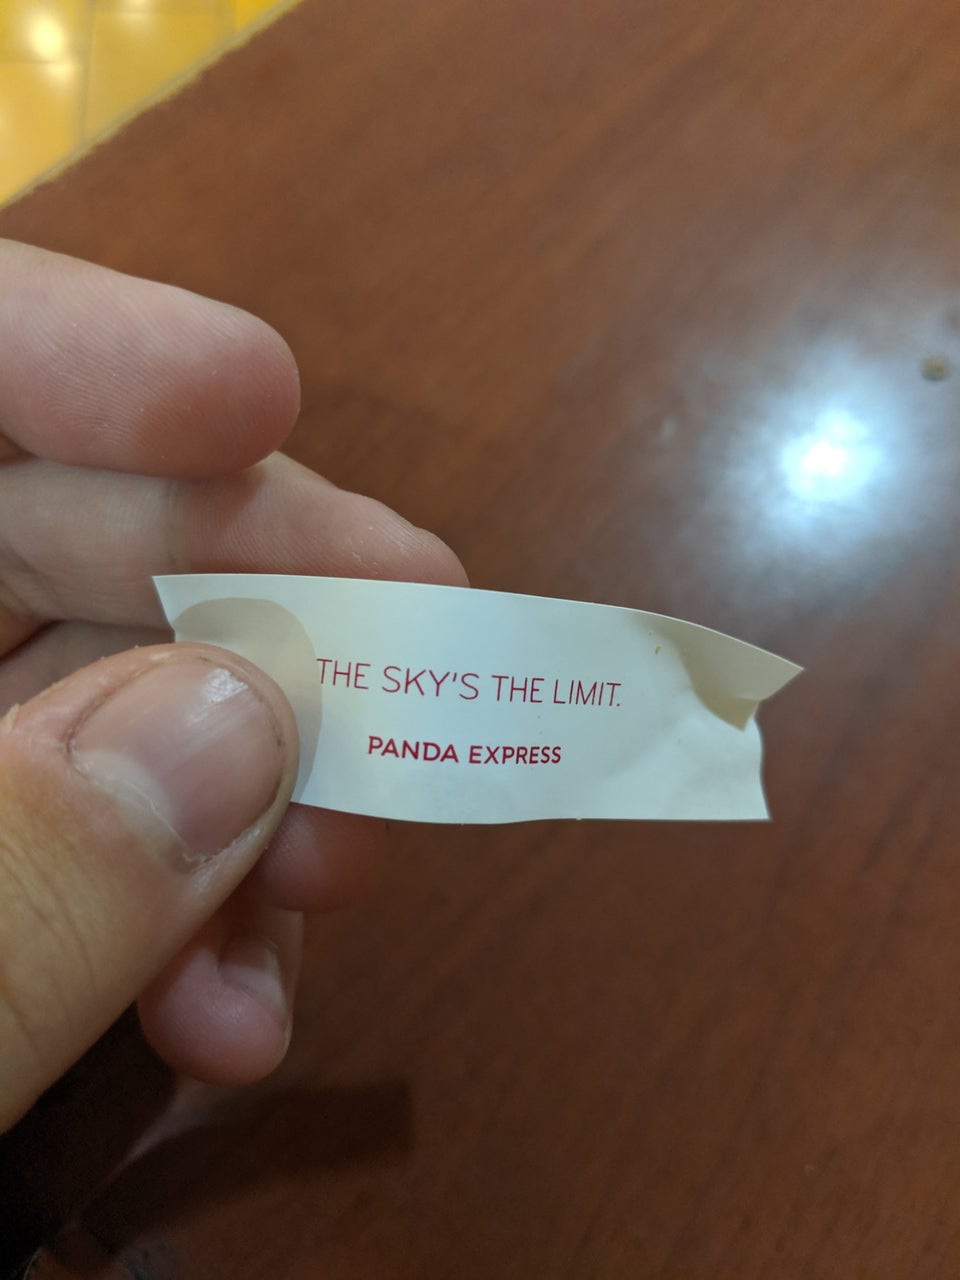 THE SKY'S THE LIMIT.
PANDA EXPRESS